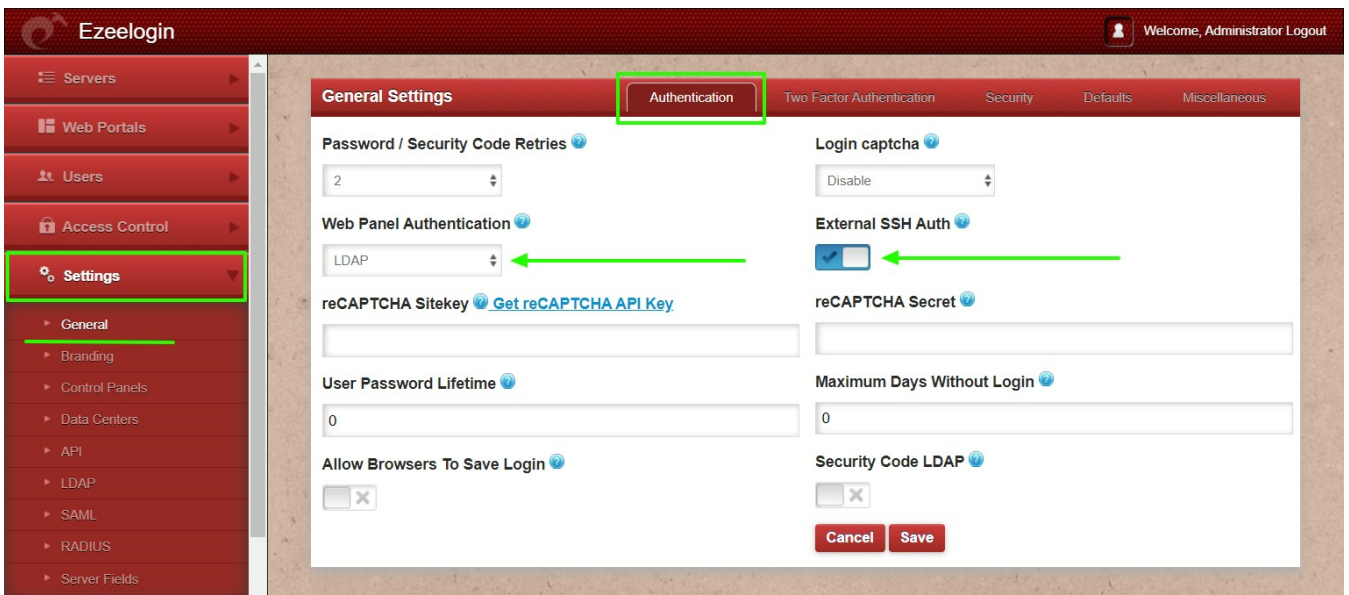 Ezeelogin
Welcome, Administrator Logout
Servers
Web Portals
Users
Access Control
Settings
General
Branding
Control Panels
Data Centers
API
LDAP
SAML
RADIUS
Server Fields
General Settings
Authentication
Two Factor Authentication
Security
Defaults
Miscellaneous
Password / Security Code Retries
Login captcha
2
Disable
Web Panel Authentication
External SSH Auth
LDAP
reCAPTCHA Sitekey Get reCAPTCHA API Key
reCAPTCHA Secret
User Password Lifetime
Maximum Days Without Login
0
0
Allow Browsers To Save Login
Security Code LDAP
Cancel
Save